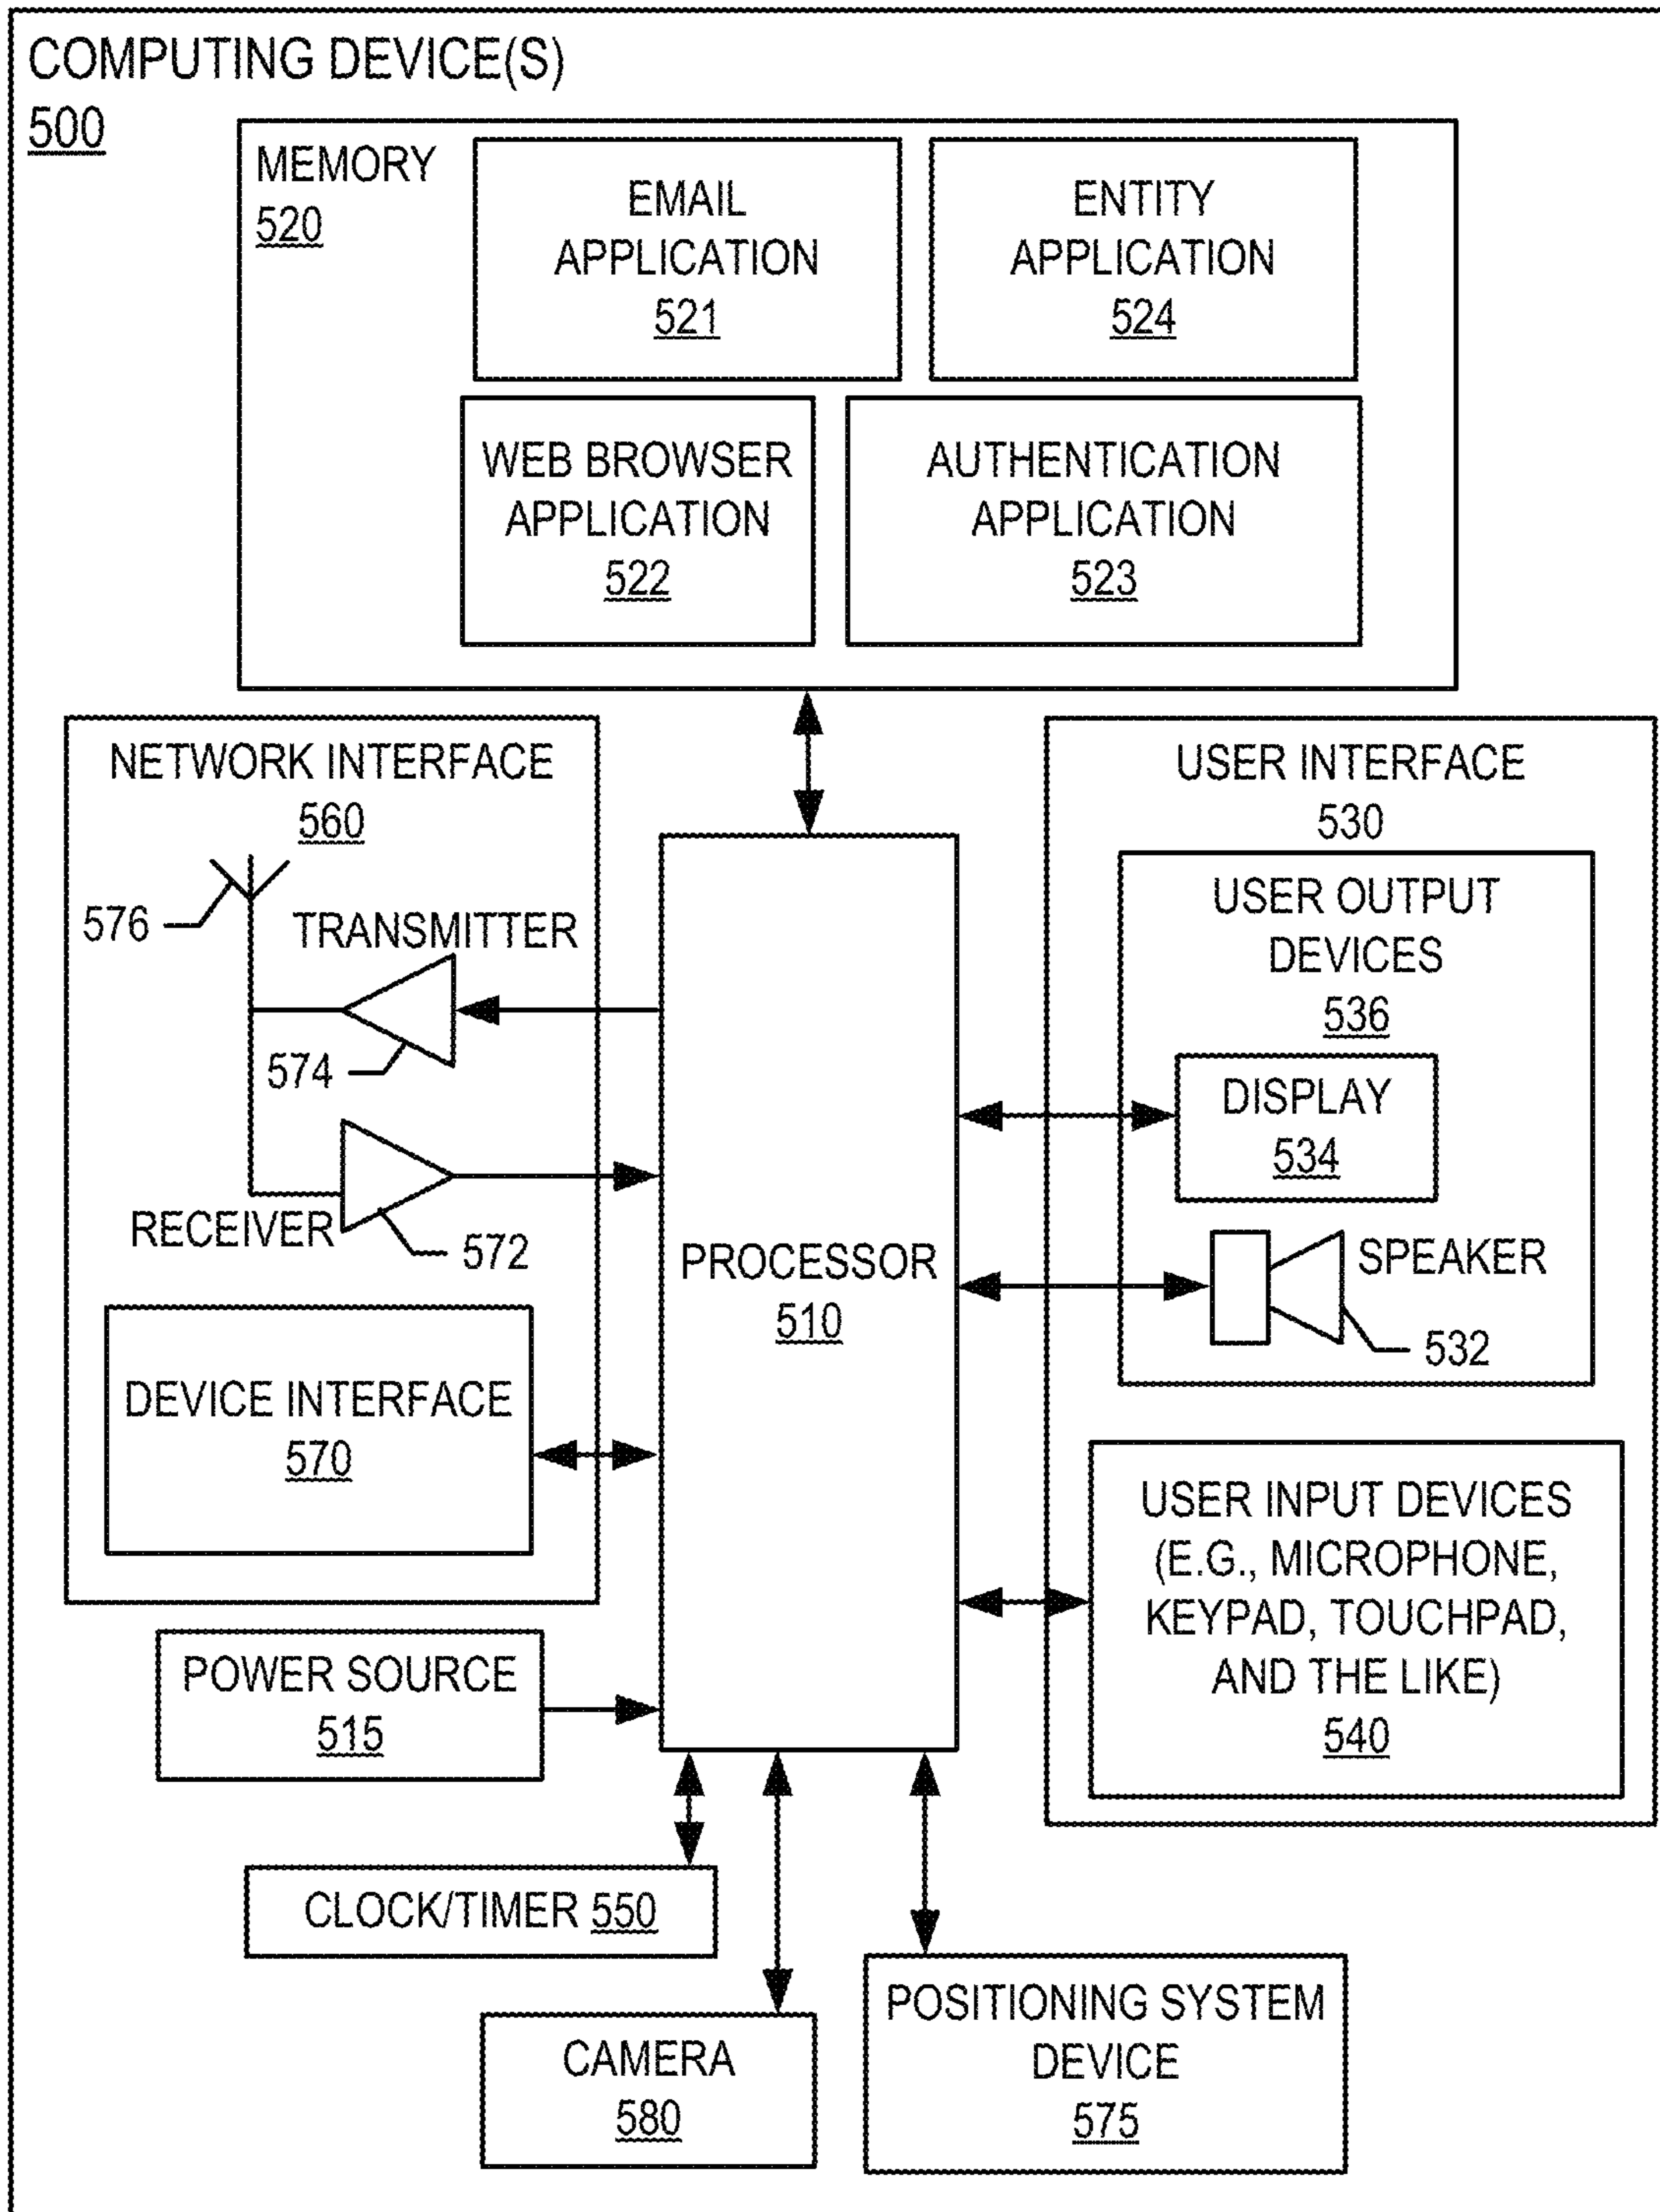 COMPUTING DEVICE(S)
500
MEMORY
520
EMAIL
APPLICATION
521
ENTITY
APPLICATION
524
WEB BROWSER
APPLICATION
522
AUTHENTICATION
APPLICATION
523
NETWORK INTERFACE
560
576
TRANSMITTER
574
RECEIVER
572
DEVICE INTERFACE
570
PROCESSOR
510
USER INTERFACE
530
USER OUTPUT
DEVICES
536
DISPLAY
534
SPEAKER
532
USER INPUT DEVICES
(E.G., MICROPHONE,
KEYPAD, TOUCHPAD,
AND THE LIKE)
540
POWER SOURCE
515
CLOCK/TIMER 550
CAMERA
580
POSITIONING SYSTEM
DEVICE
575